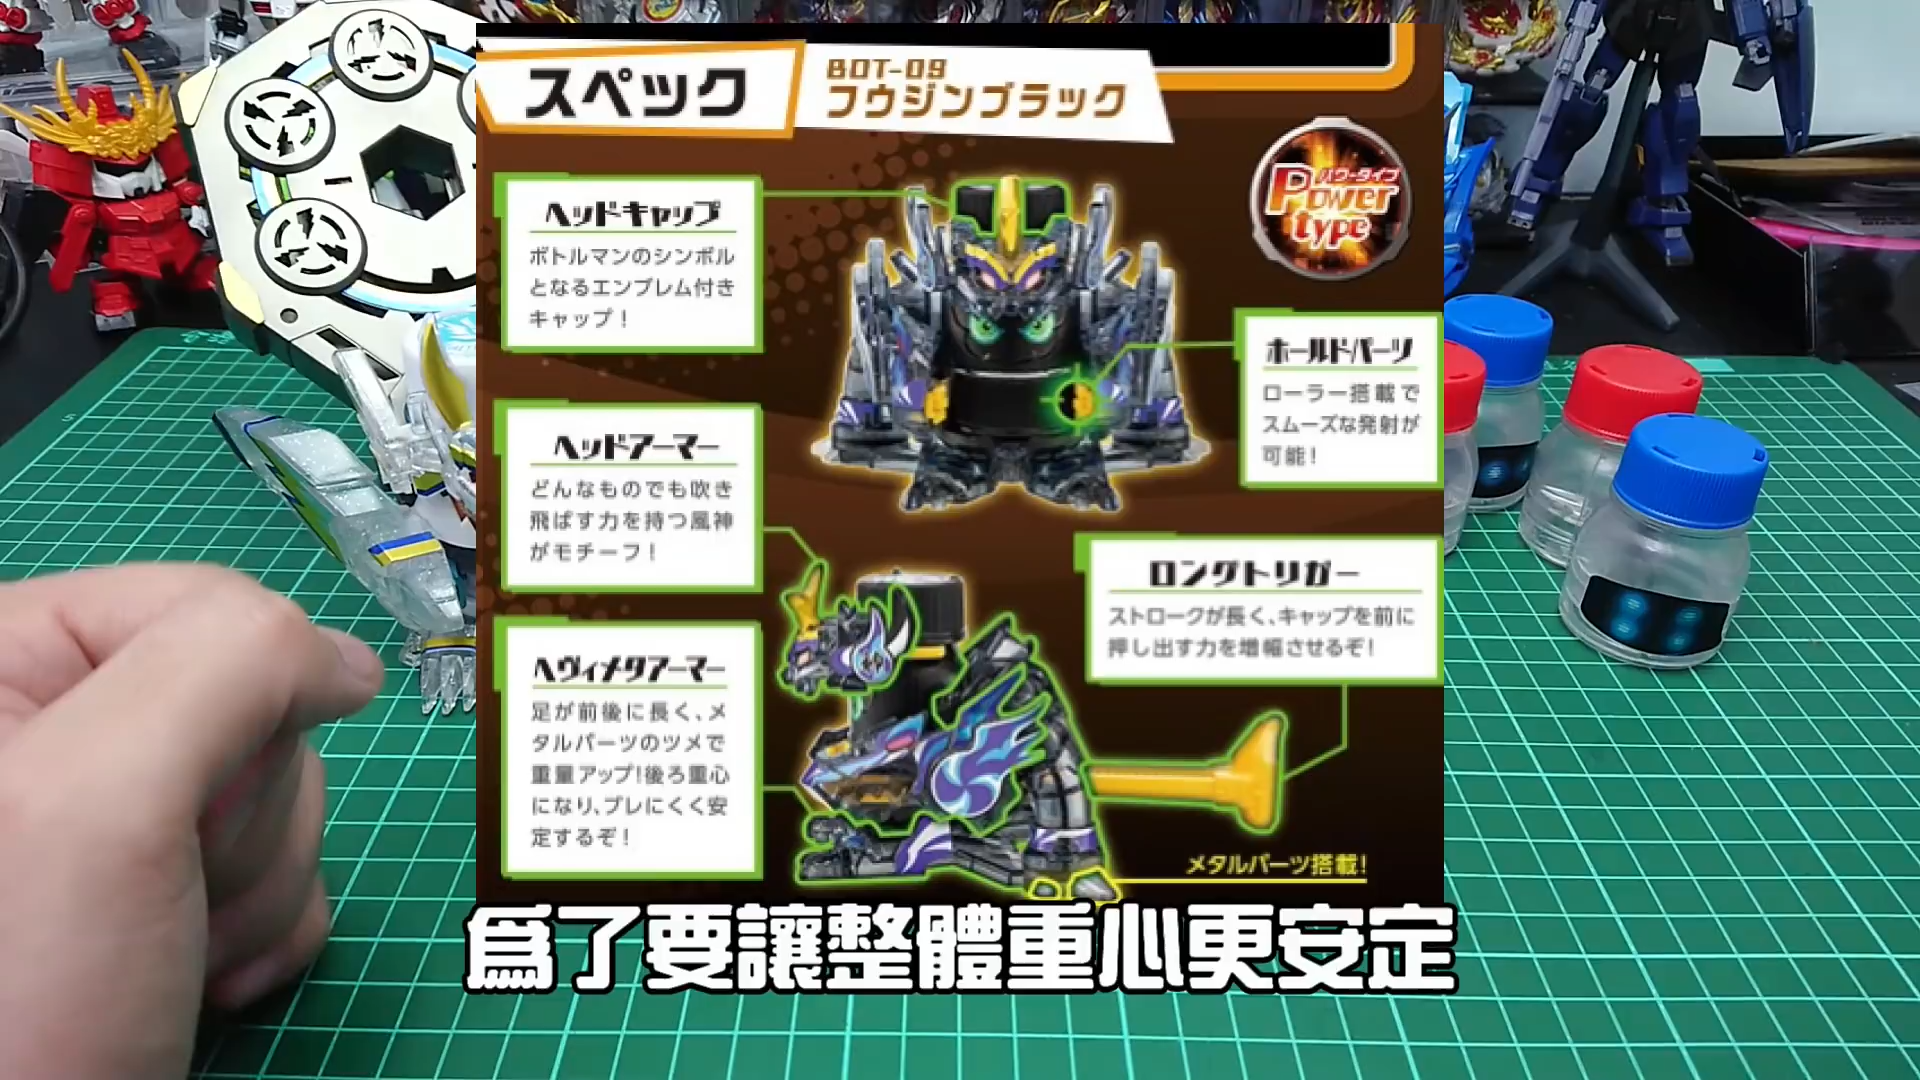 スペック
BOT-09
フウジンブラック
パワータイプ
Power
type
ヘッドキャップ
ボトルマンのシンボル
となるエンブレム付き
キャップ！
ホールドパーツ
ローラー搭載で
スムーズな発射が
可能！
ヘッドアーマー
どんなものでも吹き
飛ばす力を持つ風神
がモチーフ！
ロングトリガー
ストロークが長く、キャップを前に
押し出す力を増幅させるぞ！
ヘヴィメタアーマー
足が前後に長く、メ
タルパーツのツメで
重量アップ！後ろ重心
になり、ブレにくく安
定するぞ！
メタルパーツ搭載！
爲了要讓整體重心更安定